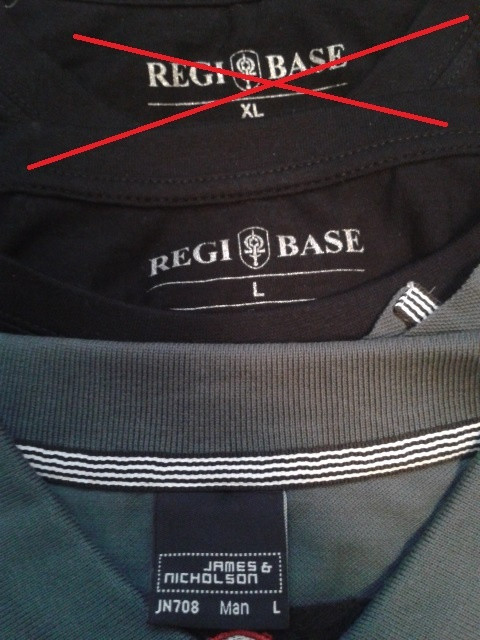 REGI BASE
XL
REGI BASE
L
JAMES &
NICHOLSON
JN708 Man L